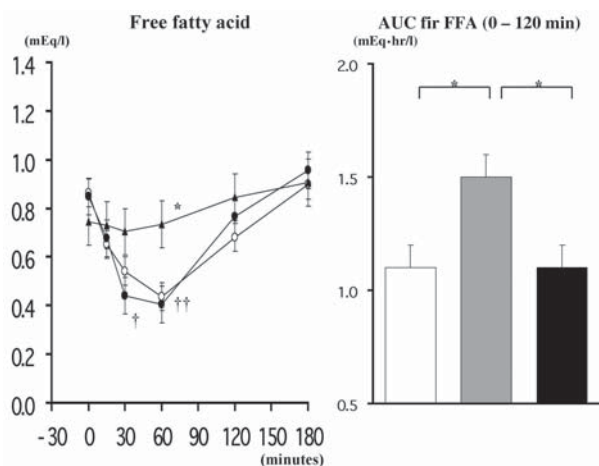 Free fatty acid
(mEq/l)
1.4
1.2
1.0
0.8
0.6
0.4
0.2
0.0
*
†
††
-30 0 30 60 90 120 150 180
(minutes)
AUC fir FFA (0 – 120 min)
(mEq·hr/l)
2.0
1.5
1.0
0.5
* *